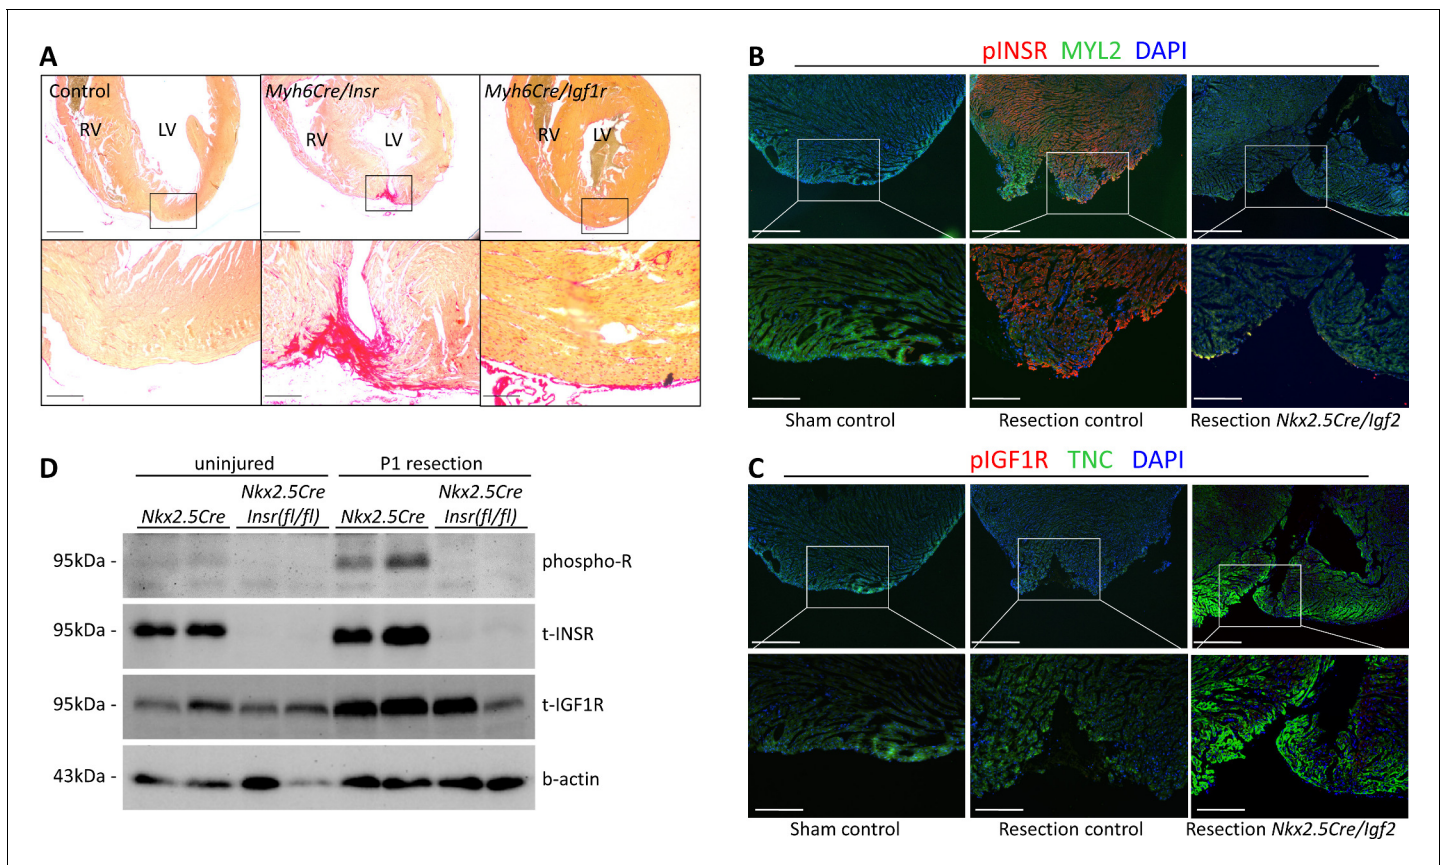 A
Control
Myh6Cre/Insr
Myh6Cre/Igf1r
RV
LV
RV
LV
RV
LV
B
pINSR MYL2 DAPI
Sham control
Resection control
Resection Nkx2.5Cre/Igf2
C
pIGF1R TNC DAPI
Sham control
Resection control
Resection Nkx2.5Cre/Igf2
D
uninjured
P1 resection
Nkx2.5Cre
Nkx2.5Cre
Insr(fl/fl)
Nkx2.5Cre
Nkx2.5Cre
Insr(fl/fl)
95kDa -
phospho-R
95kDa -
t-INSR
95kDa -
t-IGF1R
43kDa -
b-actin